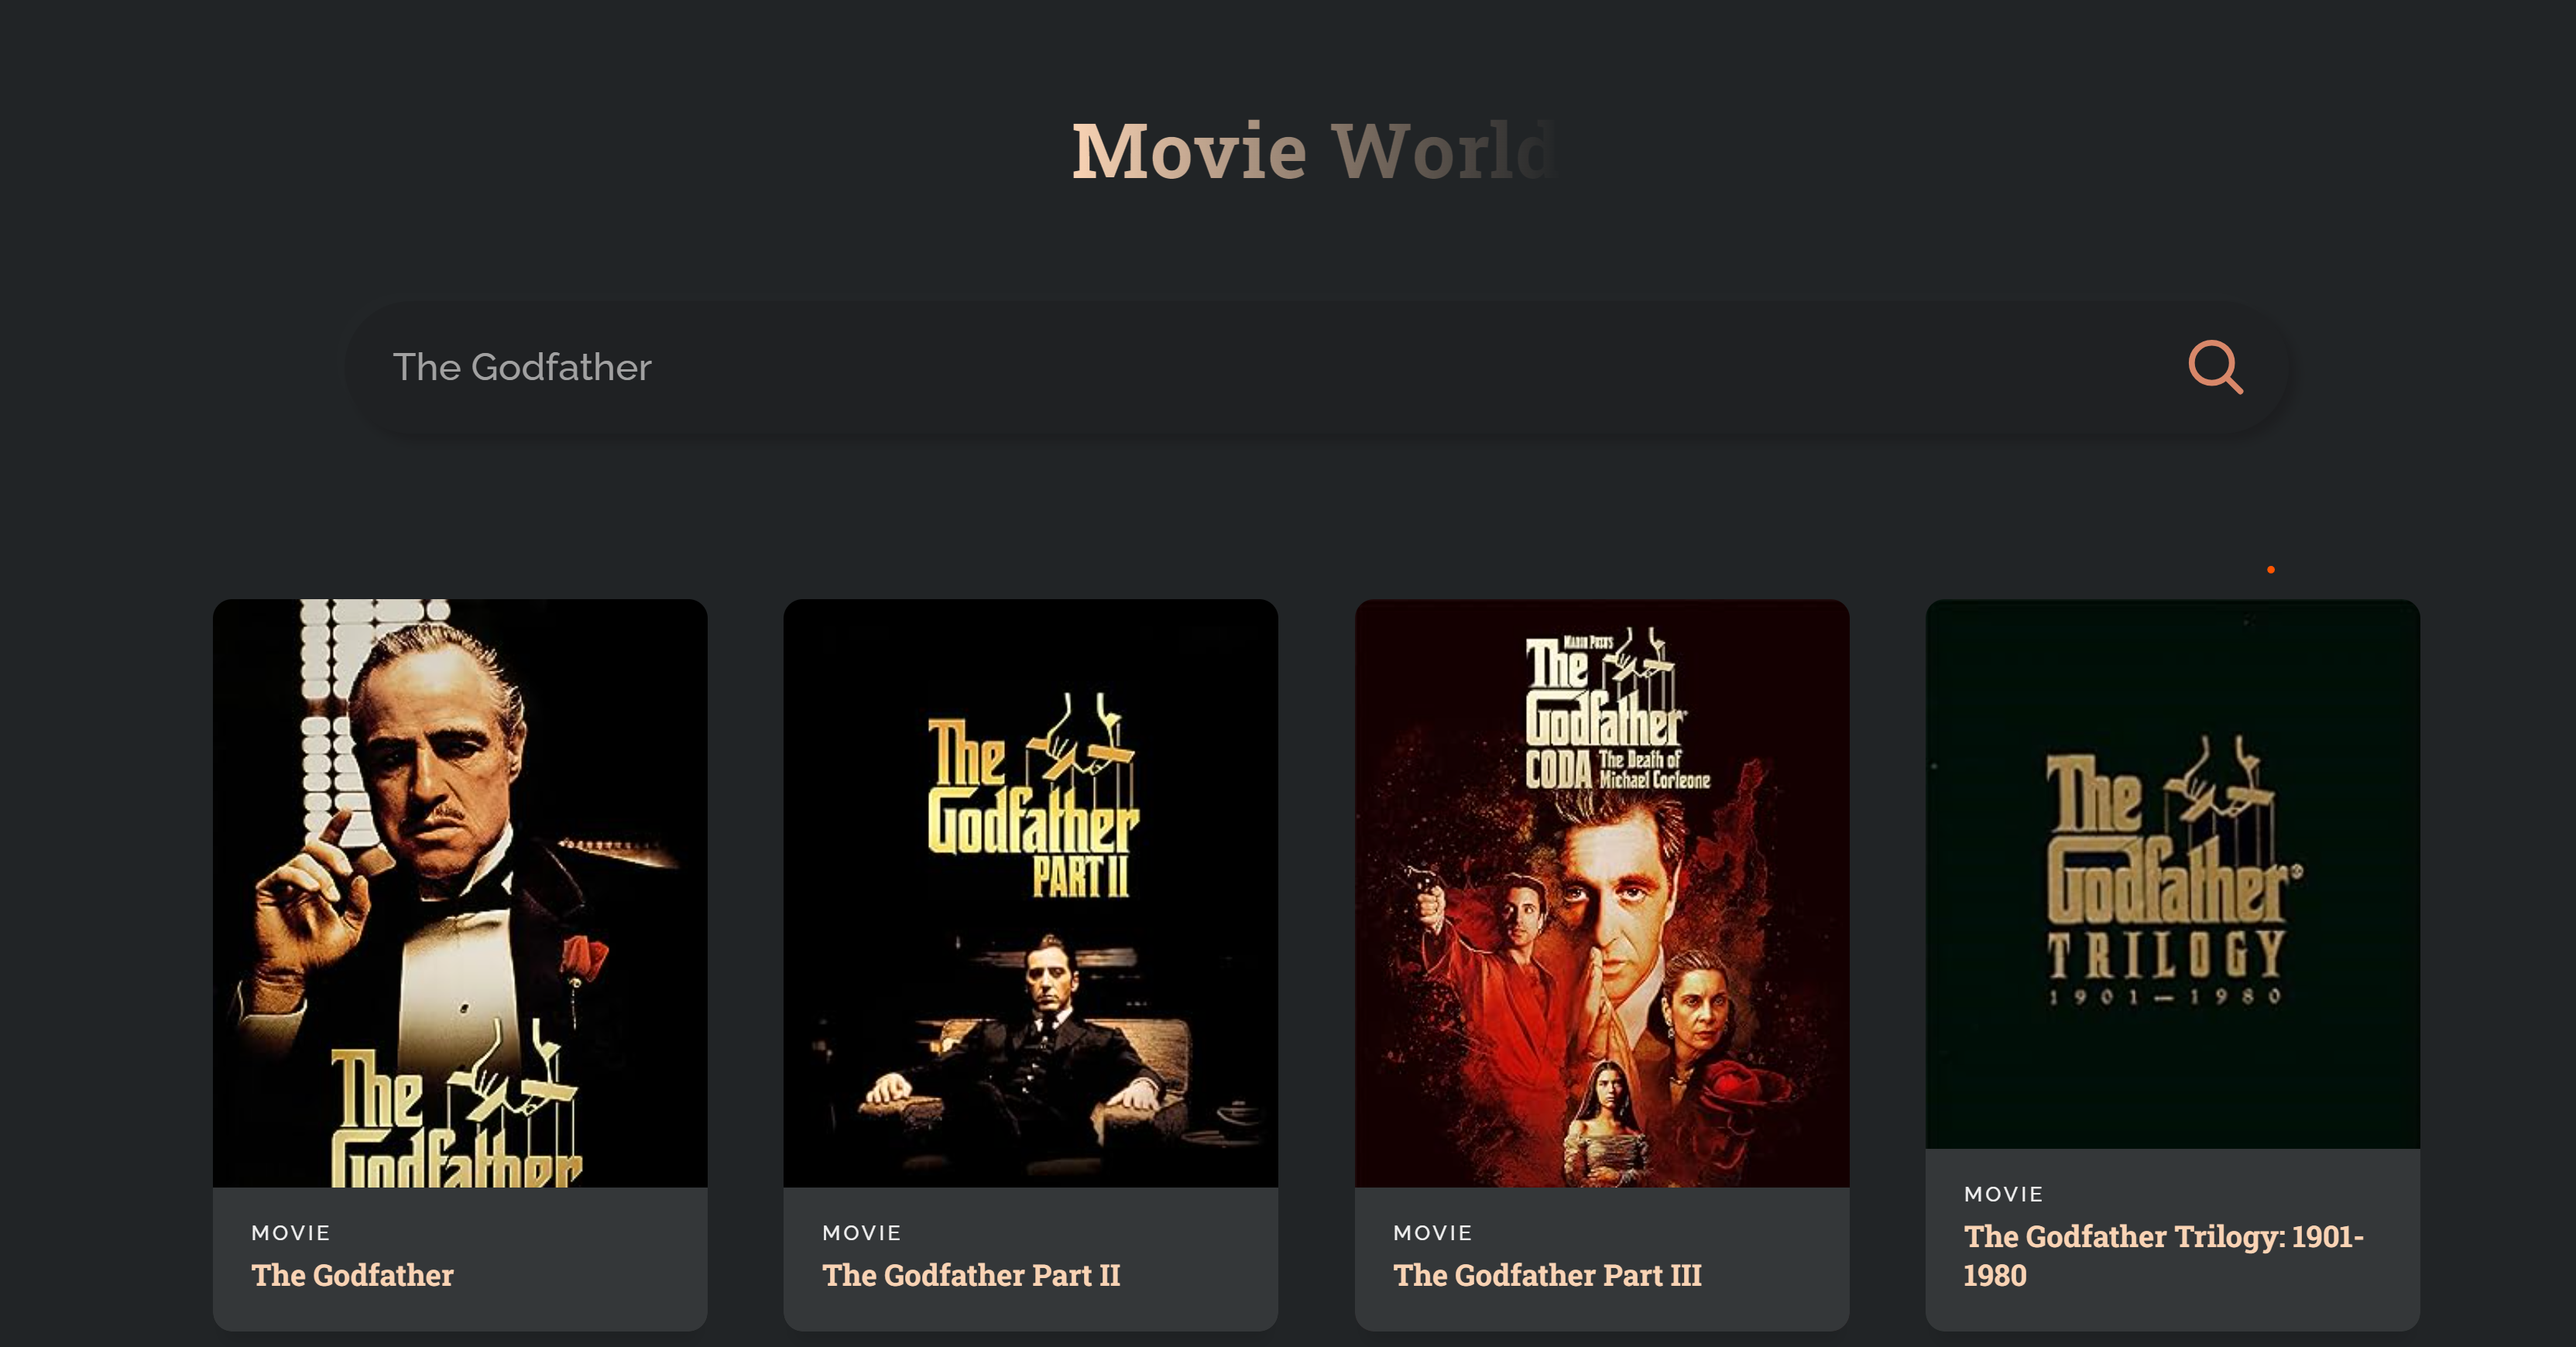 Movie World
The Godfather
The
Godfather
MOVIE
The Godfather
The
Godfather
PART II
MOVIE
The Godfather Part II
MARIO PUZO'S
The
Godfather
CODA The Death of
Michael Corleone
MOVIE
The Godfather Part III
The
Godfather®
TRILOGY
1901—1980
MOVIE
The Godfather Trilogy: 1901-
1980